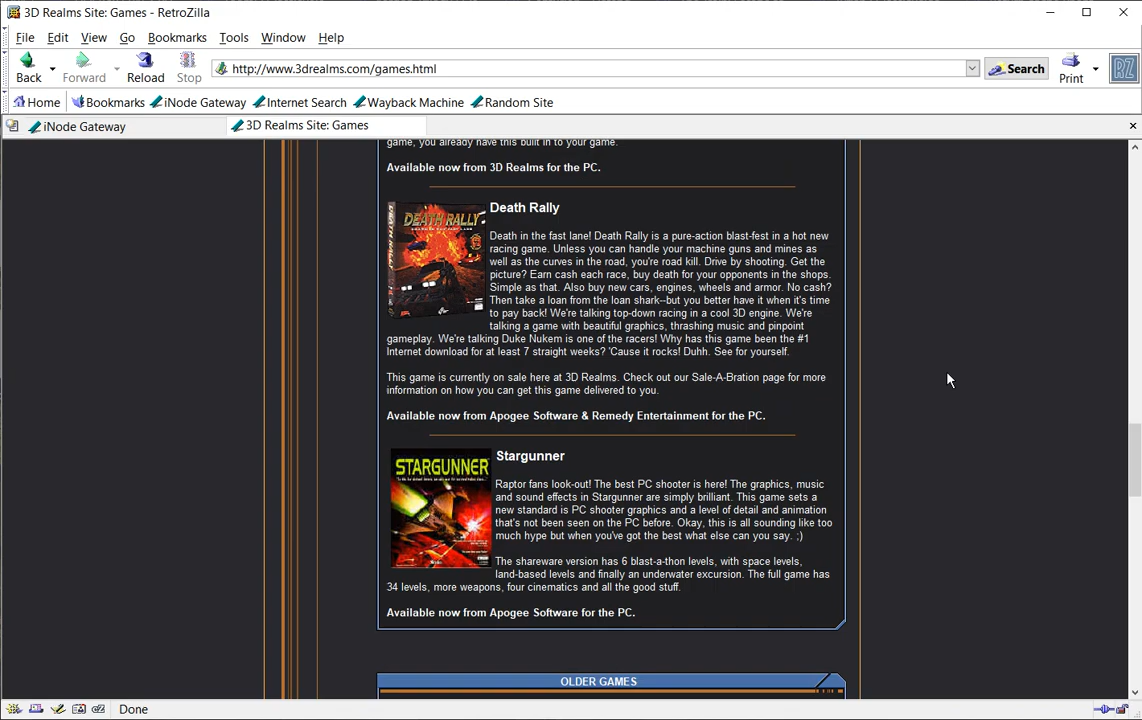 3D Realms Site: Games - RetroZilla
File Edit View Go Bookmarks Tools Window Help
Back Forward Reload Stop http://www.3drealms.com/games.html Search Print RZ
Home Bookmarks iNode Gateway Internet Search Wayback Machine Random Site
iNode Gateway 3D Realms Site: Games
game, you already have this built in to your game.
Available now from 3D Realms for the PC.
DEATH RALLY
Death Rally
Death in the fast lane! Death Rally is a pure-action blast-fest in a hot new
racing game. Unless you can handle your machine guns and mines as
well as the curves in the road, you're road kill. Drive by shooting. Get the
picture? Earn cash each race, buy death for your opponents in the shops.
Simple as that. Also buy new cars, engines, wheels and armor. No cash?
Then take a loan from the loan shark--but you better have it when it's time
to pay back! We're talking top-down racing in a cool 3D engine. We're
talking a game with beautiful graphics, thrashing music and pinpoint
gameplay. We're talking Duke Nukem is one of the racers! Why has this game been the #1
Internet download for at least 7 straight weeks? 'Cause it rocks! Duhh. See for yourself.
This game is currently on sale here at 3D Realms. Check out our Sale-A-Bration page for more
information on how you can get this game delivered to you.
Available now from Apogee Software & Remedy Entertainment for the PC.
STARGUNNER
Stargunner
Raptor fans look-out! The best PC shooter is here! The graphics, music
and sound effects in Stargunner are simply brilliant. This game sets a
new standard is PC shooter graphics and a level of detail and animation
that's not been seen on the PC before. Okay, this is all sounding like too
much hype but when you've got the best what else can you say. ;)
The shareware version has 6 blast-a-thon levels, with space levels,
land-based levels and finally an underwater excursion. The full game has
34 levels, more weapons, four cinematics and all the good stuff.
Available now from Apogee Software for the PC.
OLDER GAMES
Done